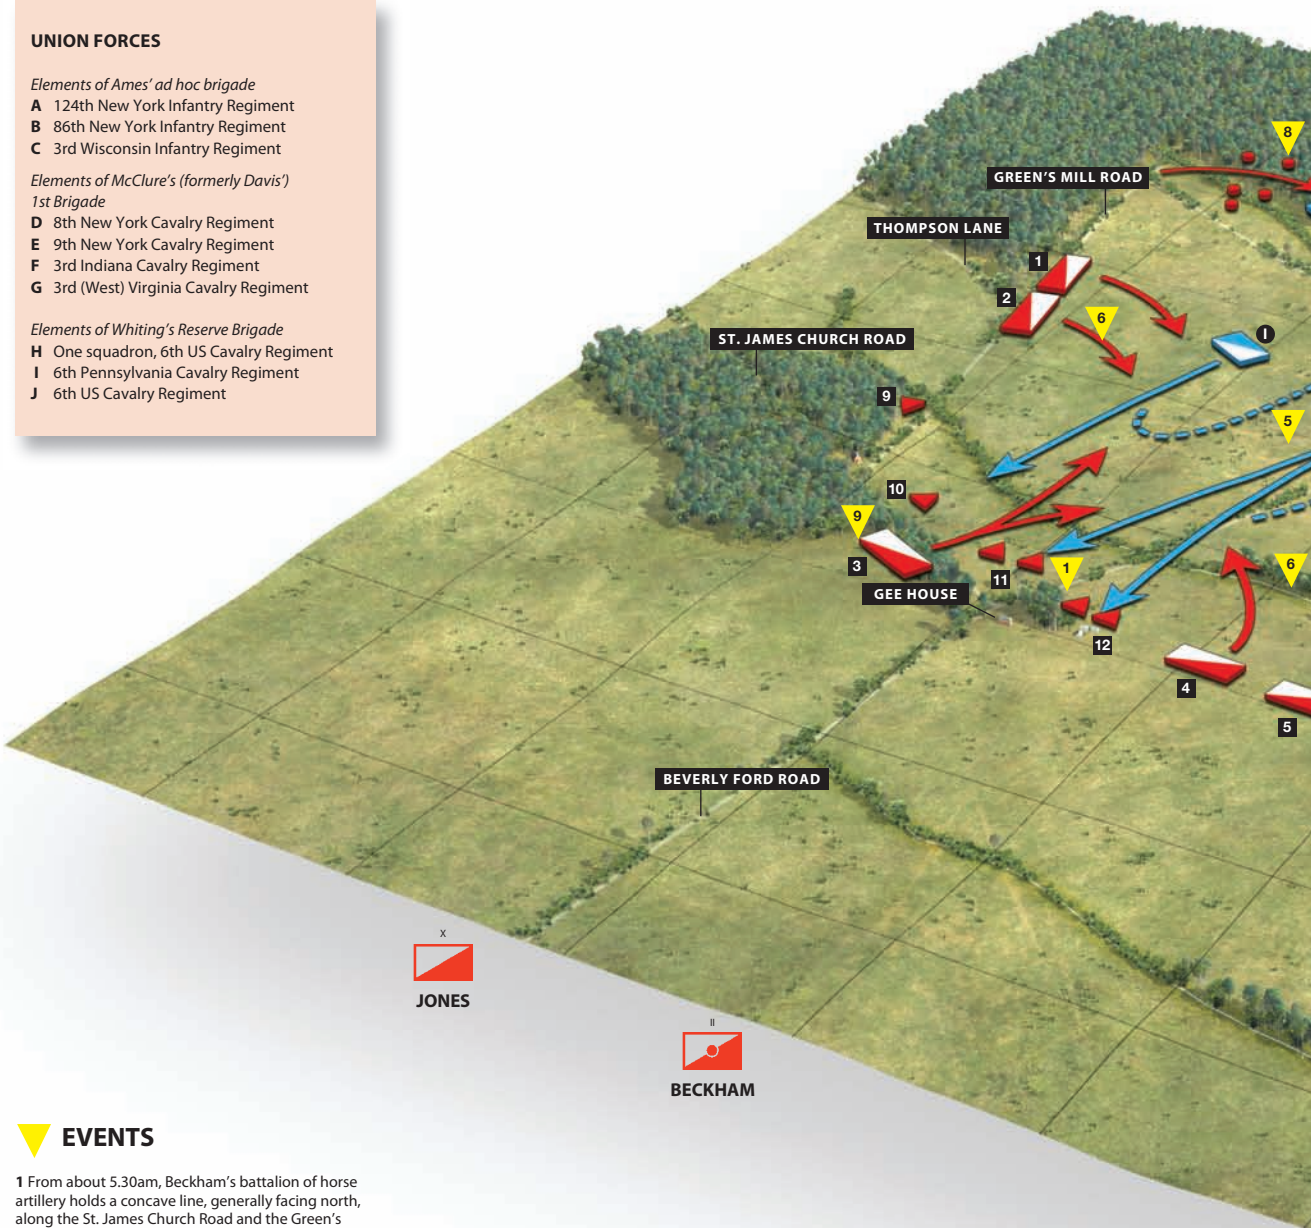 UNION FORCES
Elements of Ames' ad hoc brigade
A 124th New York Infantry Regiment
B 86th New York Infantry Regiment
C 3rd Wisconsin Infantry Regiment
Elements of McClure's (formerly Davis')
1st Brigade
D 8th New York Cavalry Regiment
E 9th New York Cavalry Regiment
F 3rd Indiana Cavalry Regiment
G 3rd (West) Virginia Cavalry Regiment
Elements of Whiting's Reserve Brigade
H One squadron, 6th US Cavalry Regiment
I 6th Pennsylvania Cavalry Regiment
J 6th US Cavalry Regiment
8
GREEN'S MILL ROAD
THOMPSON LANE
1
2
6
I
ST. JAMES CHURCH ROAD
9
5
10
9
3
11
1
6
GEE HOUSE
12
4
5
BEVERLY FORD ROAD
X
JONES
II
BECKHAM
EVENTS
1 From about 5.30am, Beckham's battalion of horse
artillery holds a concave line, generally facing north,
along the St. James Church Road and the Green's